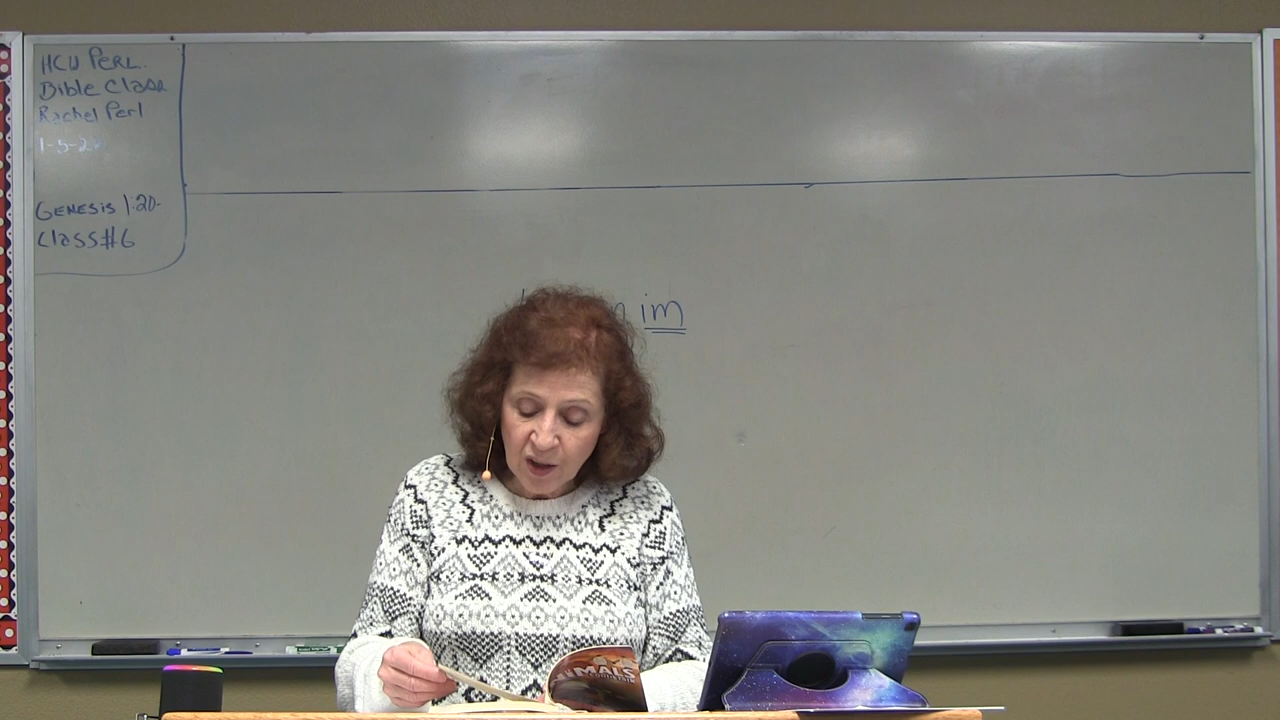 HCU PERL
Bible Class
Rachel Perl
GENESIS 1:20-
Class#6
im